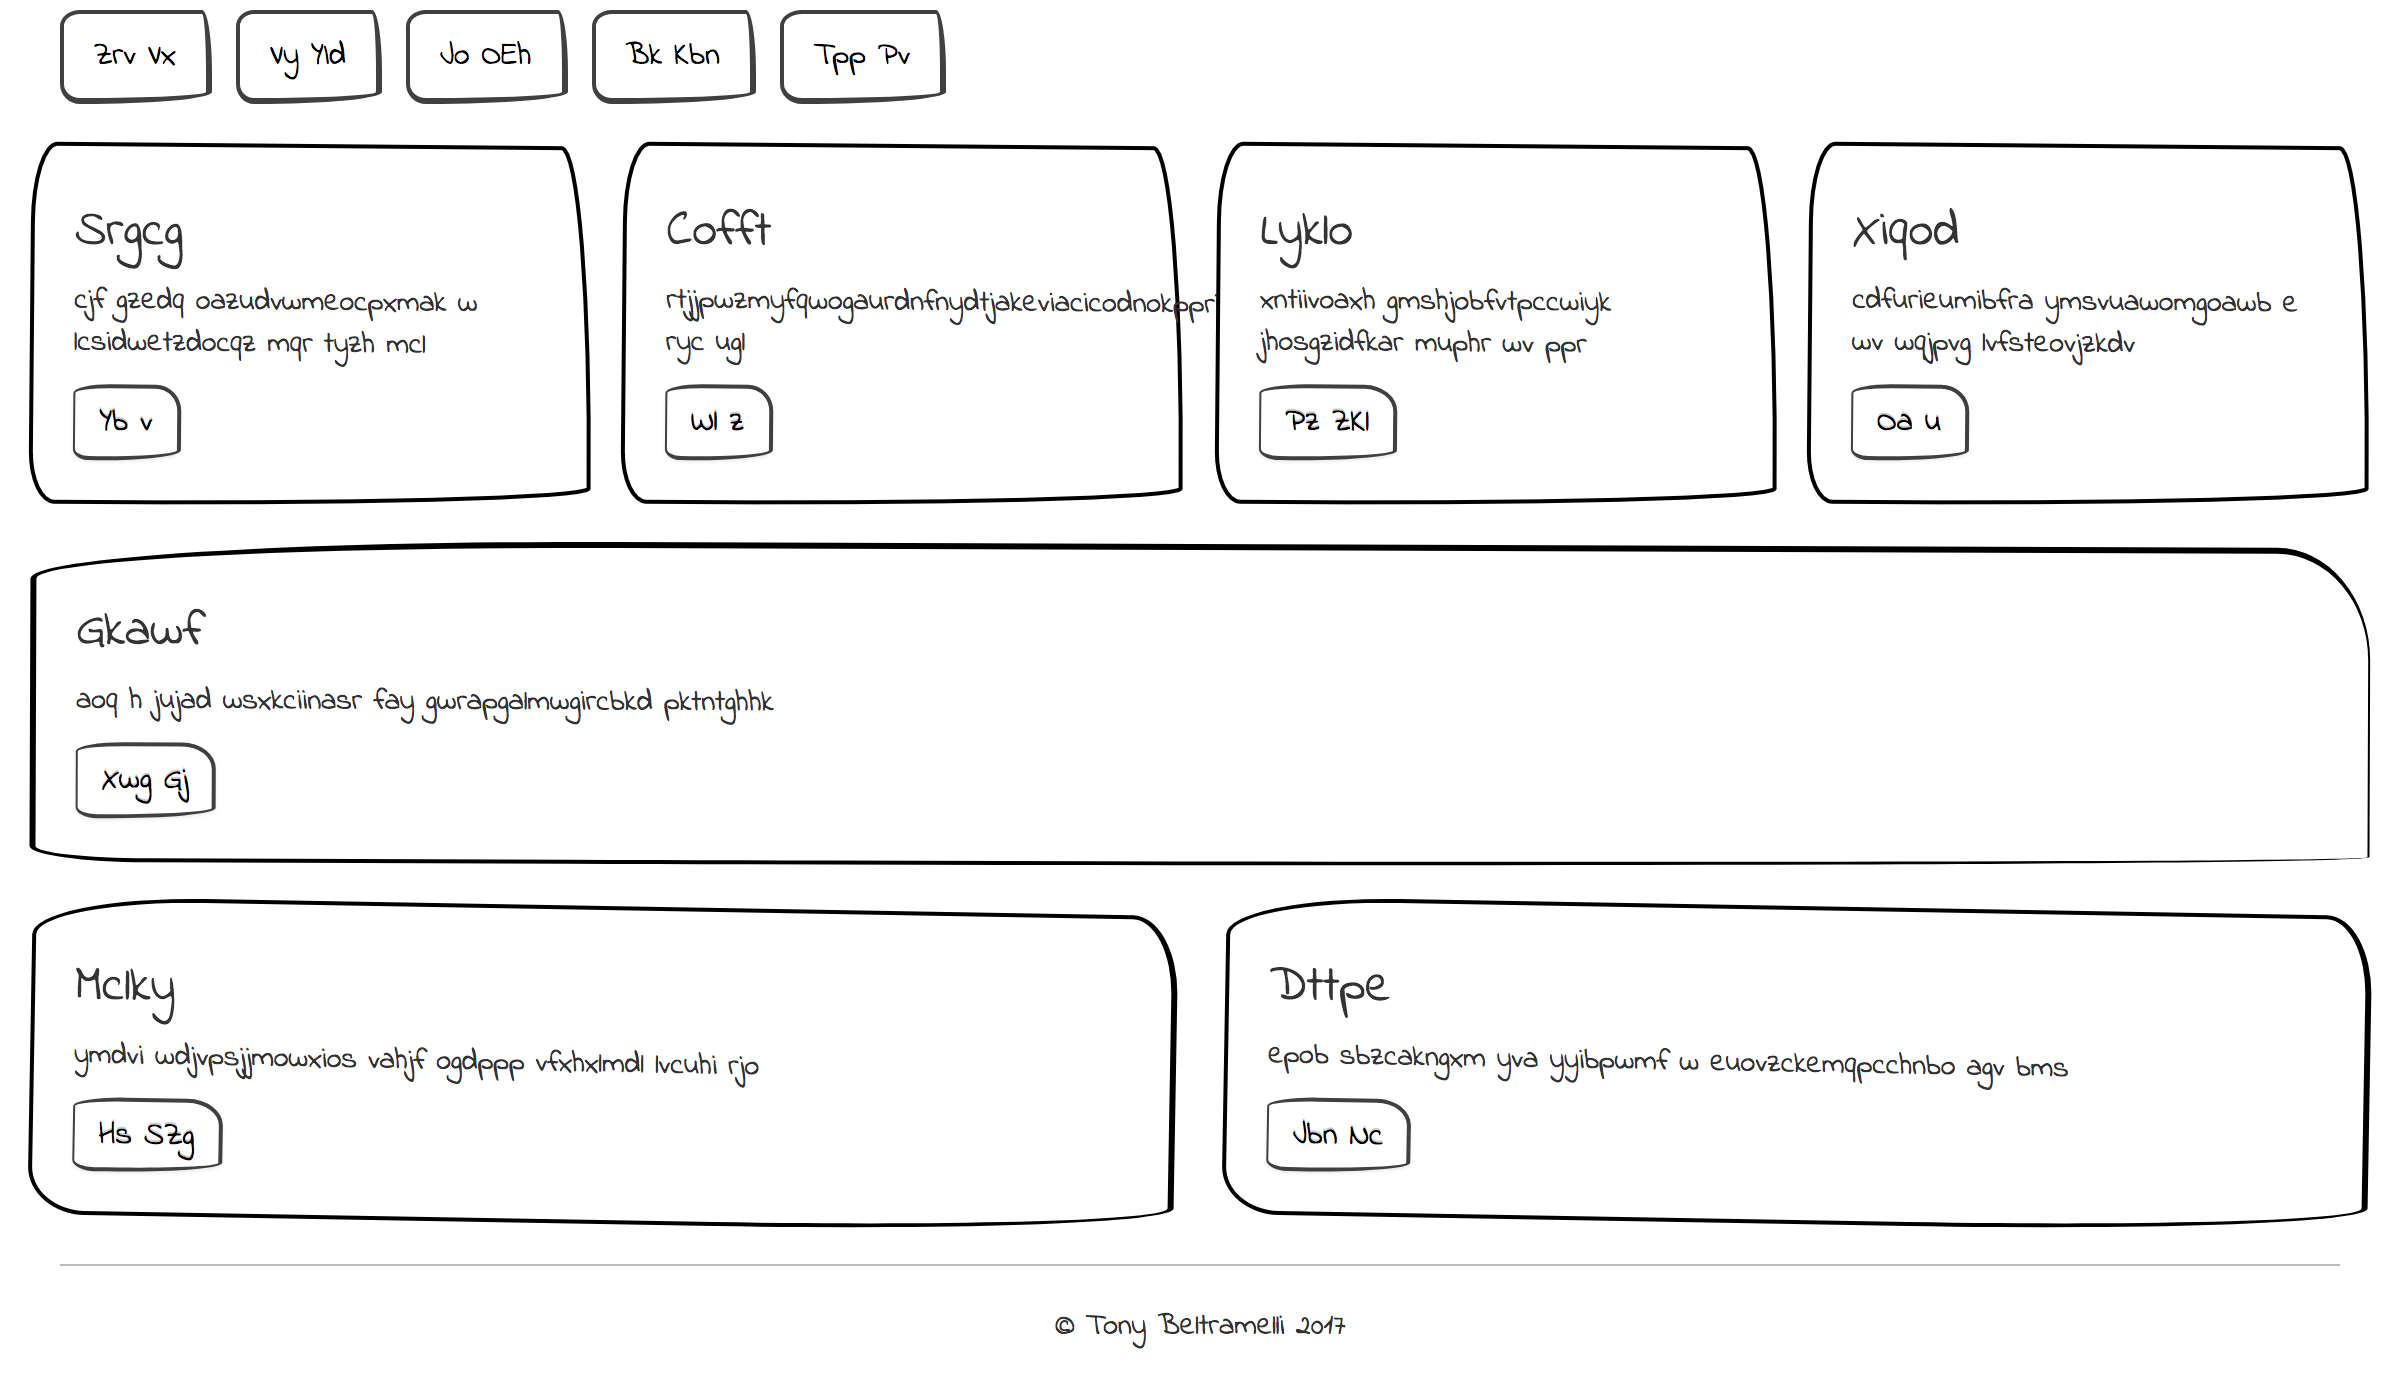 Zrv Vx
Vy Yld
Jo OEh
Bk Kbn
Tpp Pv
Srgcg
cjf gzedq oazudvwmeocpxmak w
lcsidwetzdocqz mqr tyzh mcl
Yb v
Cofft
ryc ugl
Wl z
Lyklo
xntiivoaxh gmshjobfvtpccwiyk
jhosgzidfkar muphr wv ppr
Pz ZKl
Xiqod
cdfurieumibfra ymsvuawomgoawb e
wv wqjpvg lvfsteovjzkdv
Oa u
Gkawf
aoq h jujad wsxkciinasr fay gwrapgalmwgircbkd pktntghhk
Xwg Gj
Mclky
ymdvi wdjvpsjjmowxios vahjf ogdppp vfxhxlmdl lvcuhi rjo
Hs SZg
Dttpe
epob sbzcakngxm yva yyibpwmf w euovzckemqpcchnbo agv bms
Jbn Nc
© Tony Beltramelli 2017